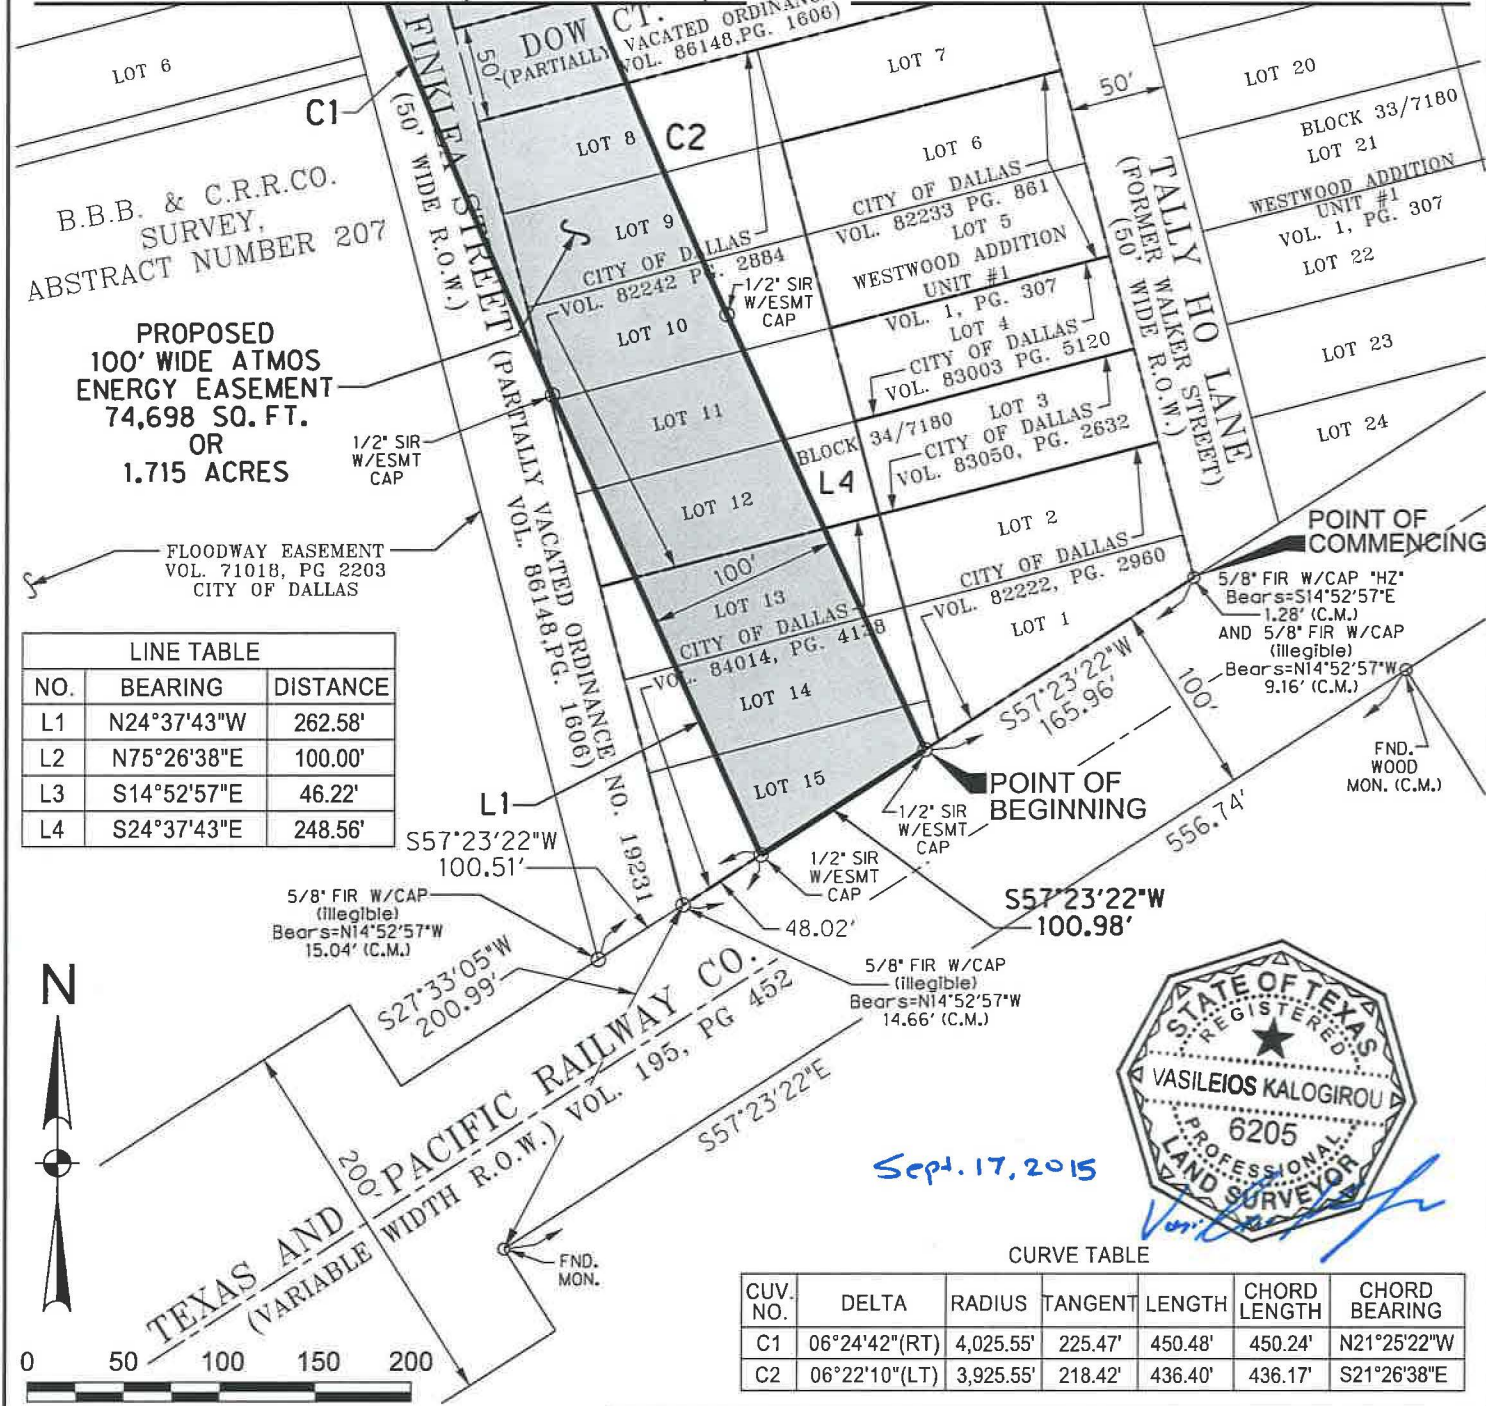 LOT 6
C1
FINKLEA STREET (PARTIALLY VACATED ORDINANCE NO. 19231
(50' WIDE R.O.W.)
VOL. 86148,PG. 1606)
50'
DOW CT.
(PARTIALLY VACATED ORDINANCE
VOL. 86148,PG. 1606)
LOT 7
LOT 20
BLOCK 33/7180
LOT 21
WESTWOOD ADDITION
UNIT #1
VOL. 1, PG. 307
LOT 22
LOT 23
LOT 24
50'
TALLY HO LANE
(FORMER WALKER STREET)
(50' WIDE R.O.W.)
B.B.B. & C.R.R.CO.
SURVEY,
ABSTRACT NUMBER 207
PROPOSED
100' WIDE ATMOS
ENERGY EASEMENT
74,698 SQ. FT.
OR
1.715 ACRES
C2
LOT 8
LOT 9
CITY OF DALLAS
VOL. 82242 PG. 2884
LOT 10
LOT 11
LOT 12
1/2" SIR
W/ESMT
CAP
LOT 6
CITY OF DALLAS
VOL. 82233 PG. 861
LOT 5
WESTWOOD ADDITION
UNIT #1
VOL. 1, PG. 307
LOT 4
CITY OF DALLAS
VOL. 83003 PG. 5120
BLOCK 34/7180
LOT 3
CITY OF DALLAS
VOL. 83050, PG. 2632
L4
LOT 2
CITY OF DALLAS
VOL. 82222, PG. 2960
LOT 1
1/2" SIR
W/ESMT
CAP
FLOODWAY EASEMENT
VOL. 71018, PG 2203
CITY OF DALLAS
100'
LOT 13
CITY OF DALLAS
VOL. 84014, PG. 4128
LOT 14
LOT 15
POINT OF
COMMENCING
5/8" FIR W/CAP "HZ"
Bears=S14°52'57"E
1.28' (C.M.)
AND 5/8" FIR W/CAP
(illegible)
Bears=N14°52'57"W
9.16' (C.M.)
S57°23'22"W
165.96'
100'
FND.
WOOD
MON. (C.M.)
556.74'
POINT OF
BEGINNING
1/2" SIR
W/ESMT
CAP
LINE TABLE
NO. BEARING DISTANCE
L1 N24°37'43"W 262.58'
L2 N75°26'38"E 100.00'
L3 S14°52'57"E 46.22'
L4 S24°37'43"E 248.56'
L1
S57°23'22"W
100.51'
5/8" FIR W/CAP
(illegible)
Bears=N14°52'57"W
15.04' (C.M.)
1/2" SIR
W/ESMT
CAP
48.02'
S57°23'22"W
100.98'
5/8" FIR W/CAP
(illegible)
Bears=N14°52'57"W
14.66' (C.M.)
N
S27°33'05"W
200.99'
TEXAS AND PACIFIC RAILWAY CO.
(VARIABLE WIDTH R.O.W.) VOL. 195, PG 452
200'
S57°23'22"E
FND.
MON.
STATE OF TEXAS
REGISTERED
VASILEIOS KALOGIROU
6205
PROFESSIONAL
LAND SURVEYOR
Sept. 17, 2015
0 50 100 150 200
CURVE TABLE
CUV. NO. DELTA RADIUS TANGENT LENGTH CHORD LENGTH CHORD BEARING
C1 06°24'42"(RT) 4,025.55' 225.47' 450.48' 450.24' N21°25'22"W
C2 06°22'10"(LT) 3,925.55' 218.42' 436.40' 436.17' S21°26'38"E